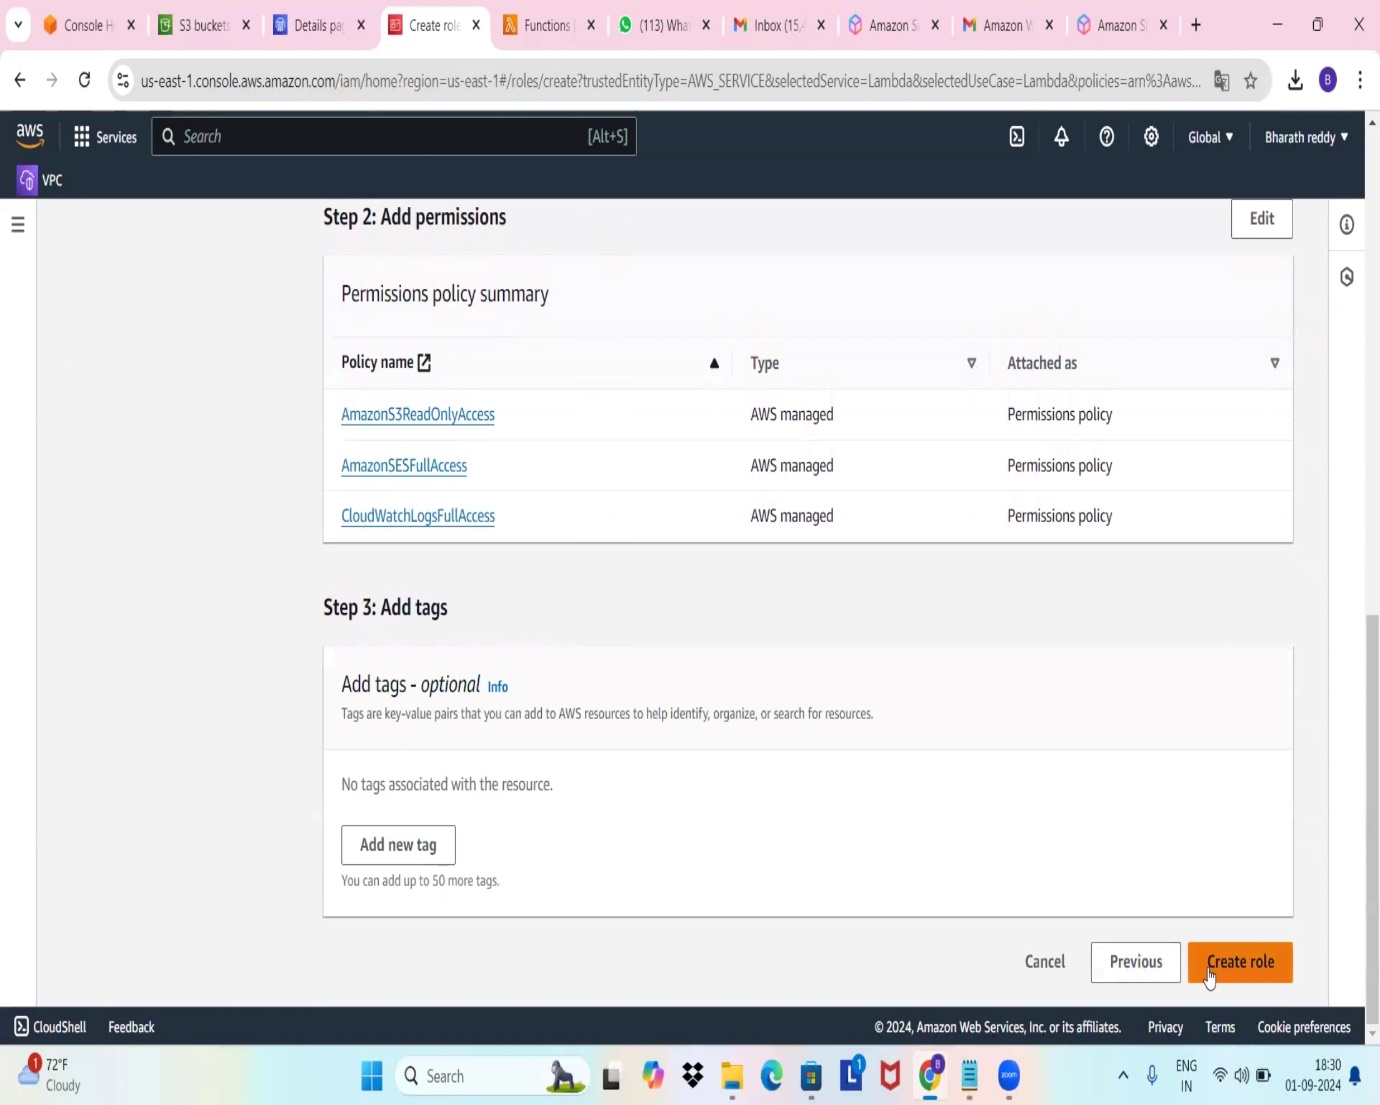 Console H
S3 buckets
Details pa
Create role
Functions
(113) Wha
Inbox (15,
Amazon S
Amazon W
Amazon S
us-east-1.console.aws.amazon.com/iam/home?region=us-east-1#/roles/create?trustedEntityType=AWS_SERVICE&selectedService=Lambda&selectedUseCase=Lambda&policies=arn%3Aaws...
B
aws
Services
Search
[Alt+S]
Global
Bharath reddy
VPC
Step 2: Add permissions
Edit
Permissions policy summary
Policy name
Type
Attached as
AmazonS3ReadOnlyAccess
AWS managed
Permissions policy
AmazonSESFullAccess
AWS managed
Permissions policy
CloudWatchLogsFullAccess
AWS managed
Permissions policy
Step 3: Add tags
Add tags - optional Info
Tags are key-value pairs that you can add to AWS resources to help identify, organize, or search for resources.
No tags associated with the resource.
Add new tag
You can add up to 50 more tags.
Cancel
Previous
Create role
CloudShell
Feedback
© 2024, Amazon Web Services, Inc. or its affiliates.
Privacy
Terms
Cookie preferences
1
72°F
Cloudy
Search
L
1
B
zoom
ENG
IN
18:30
01-09-2024